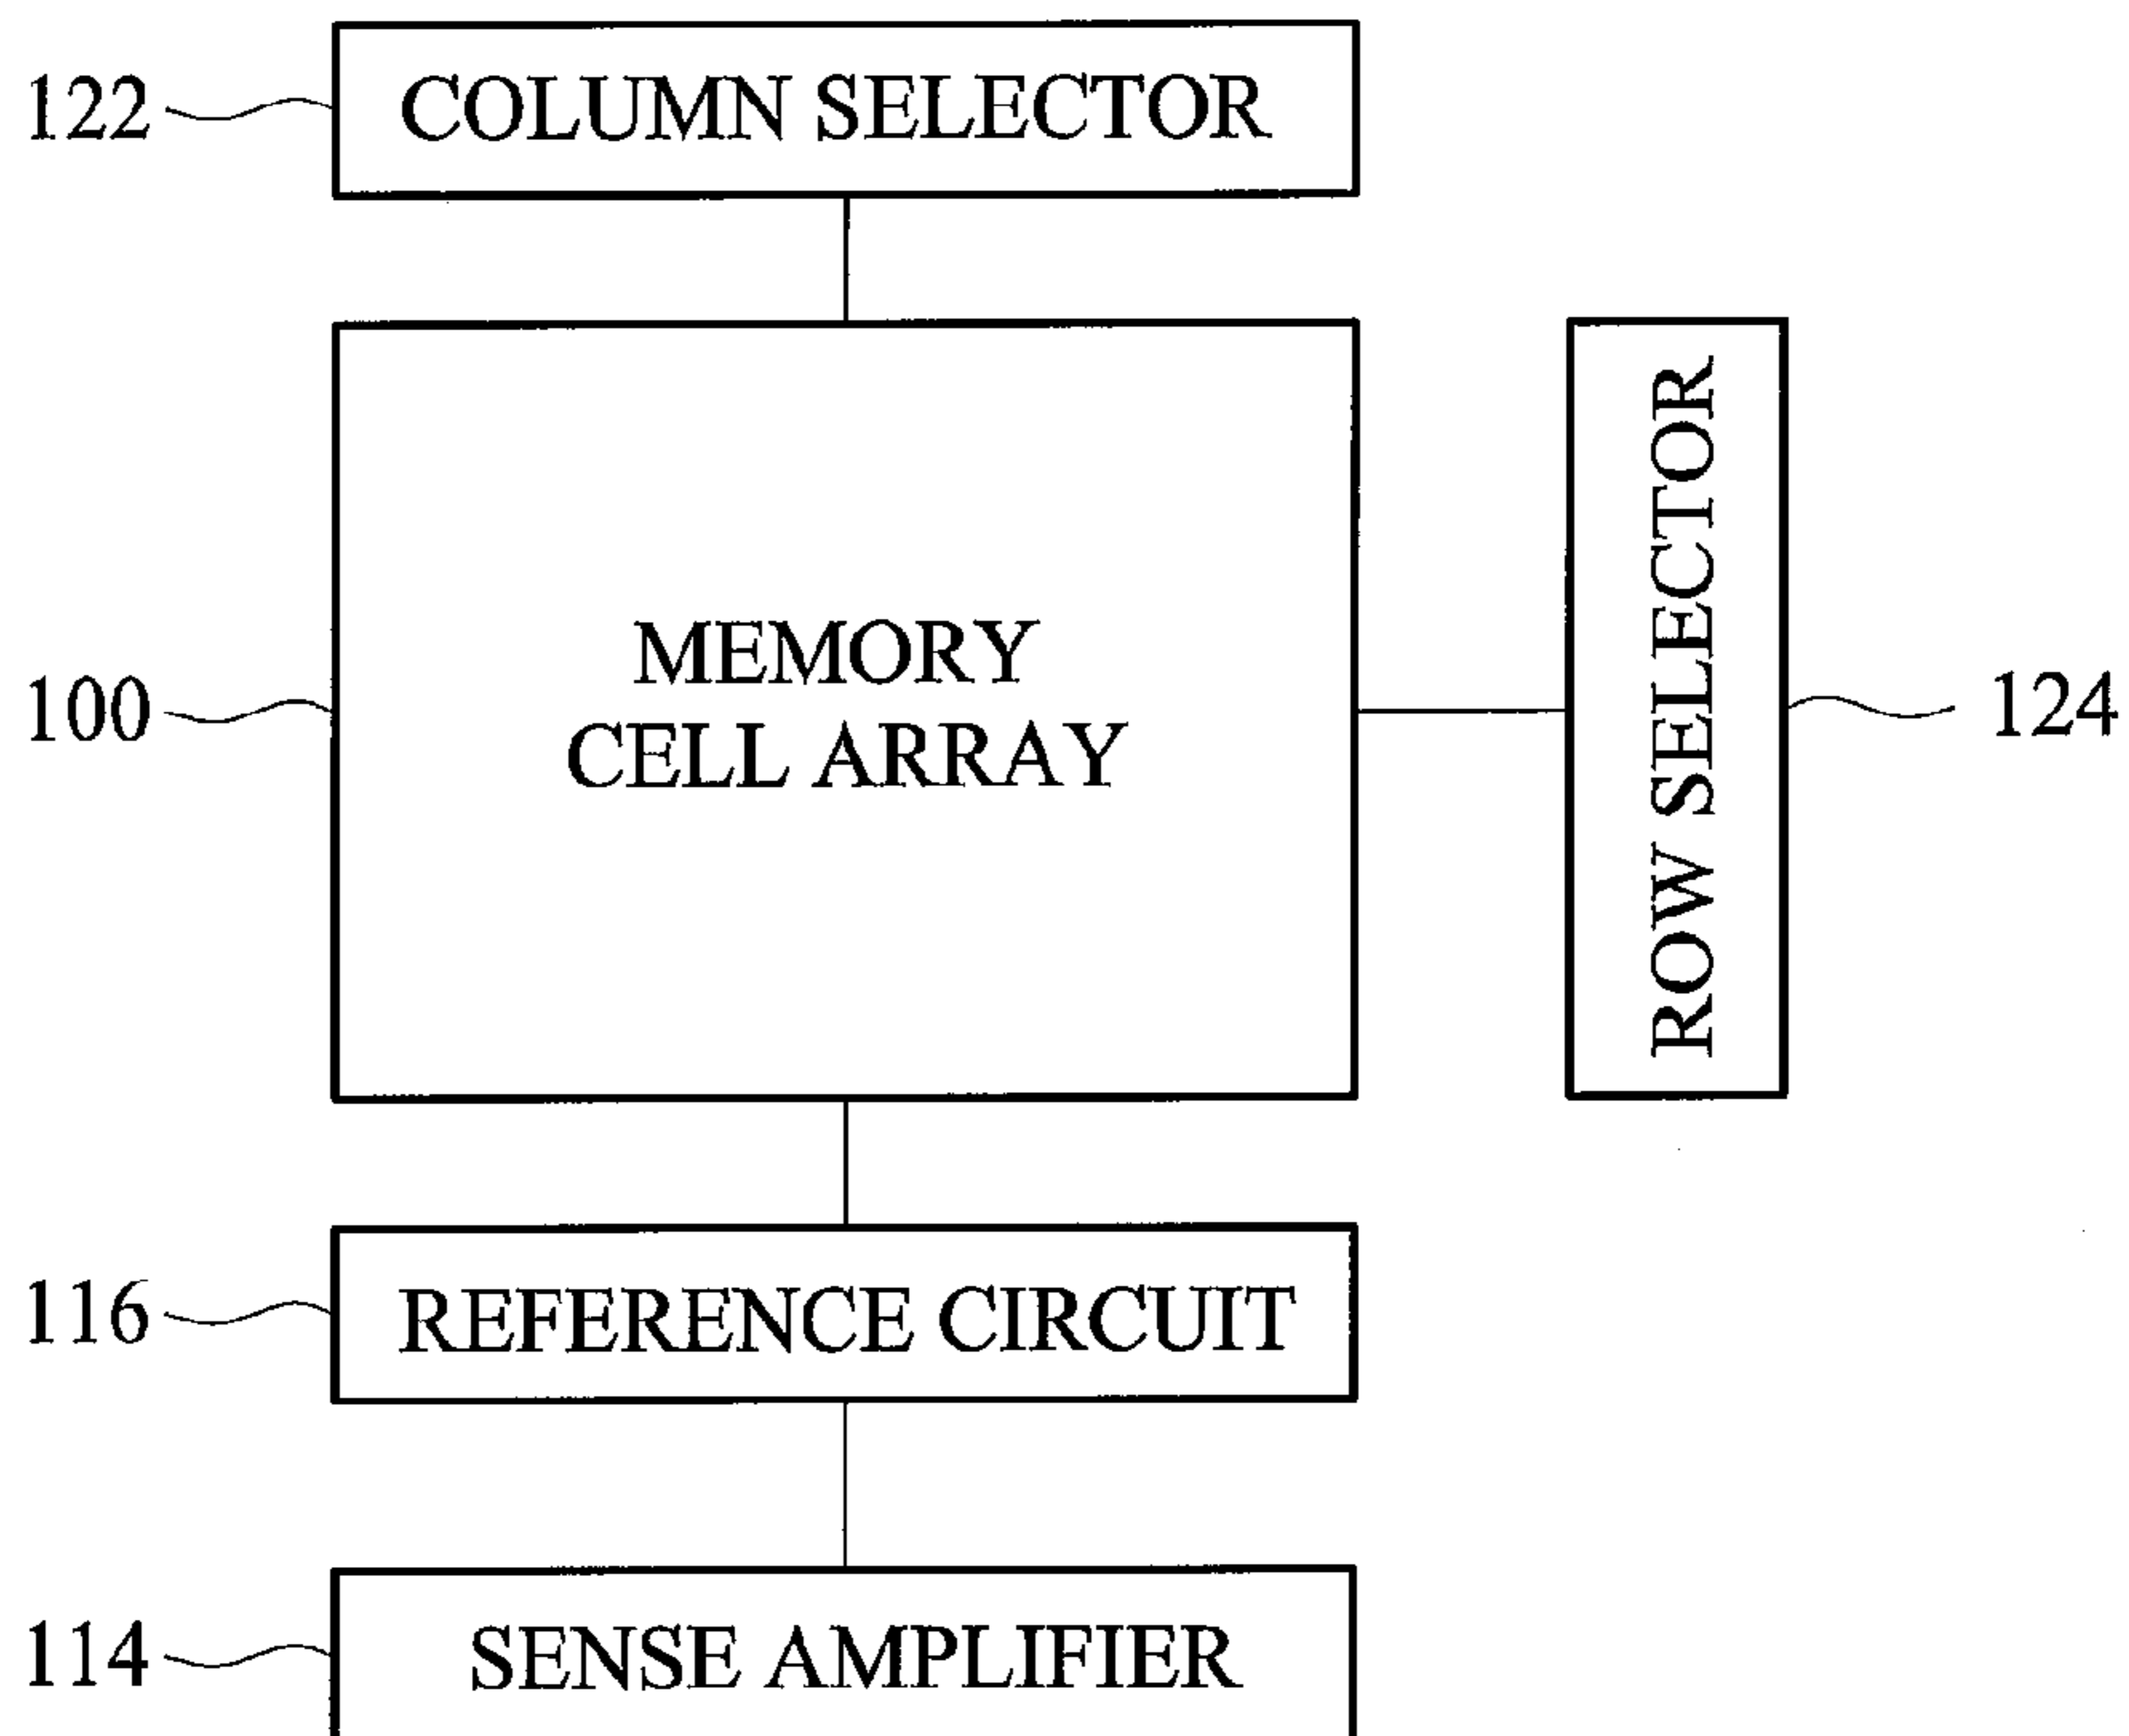 122
COLUMN SELECTOR
100
MEMORY
CELL ARRAY
ROW SELECTOR
124
116
REFERENCE CIRCUIT
114
SENSE AMPLIFIER